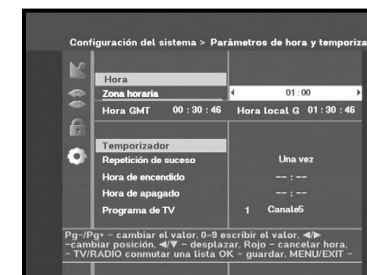 Configuración del sistema > Parámetros de hora y temporiza
Hora
Zona horaria 01:00
Hora GMT 00 : 30 : 46 Hora local G 01 : 30 : 46
Temporizador
Repetición de suceso Una vez
Hora de encendido -- : --
Hora de apagado -- : --
Programa de TV 1 Canale5
Pg-/Pg+ - cambiar el valor, 0-9 escribir el valor, ◀/▶
-cambiar posición, ◀/▼ - desplazar, Rojo - cancelar hora,
- TV/RADIO conmutar una lista OK - guardar, MENU/EXIT -